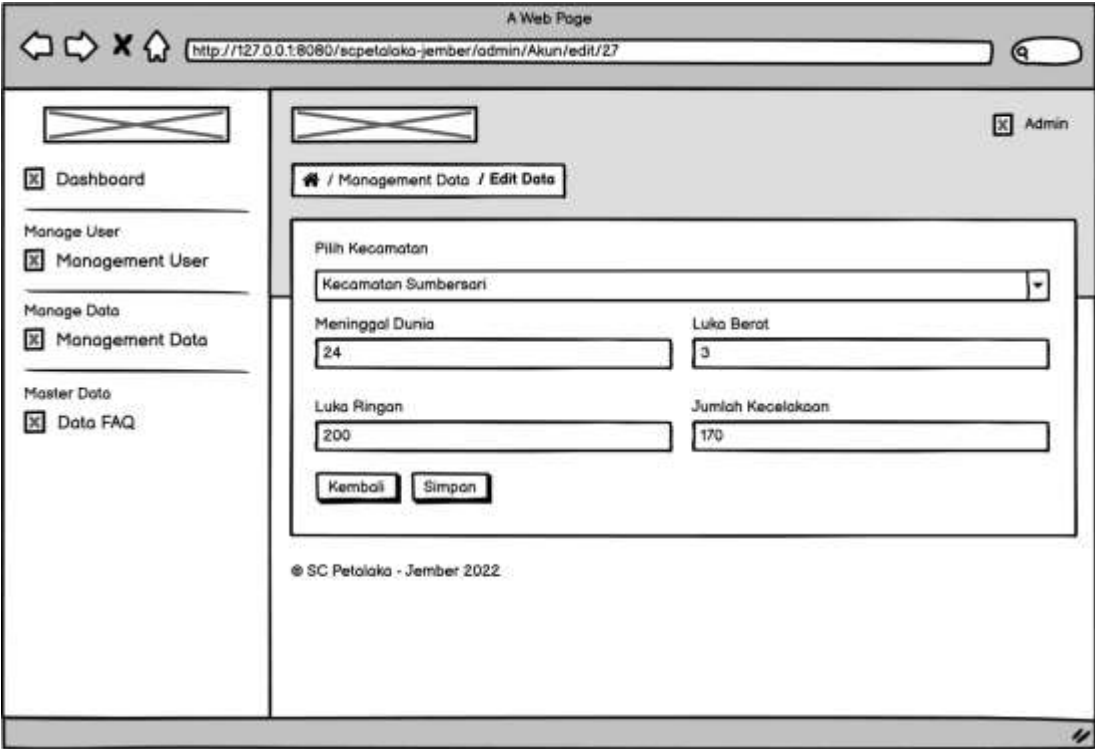 A Web Page
http://127.0.0.1:8080/scpetalaka-jember/admin/Akun/edit/27
Admin
Dashboard
/ Management Data / Edit Data
Manage User
Management User
Manage Data
Management Data
Master Data
Data FAQ
Pilih Kecamatan
Kecamatan Sumbersari
Meninggal Dunia
Luka Berat
24
3
Luka Ringan
Jumlah Kecelakaan
200
170
Kembali
Simpan
© SC Petalaka - Jember 2022